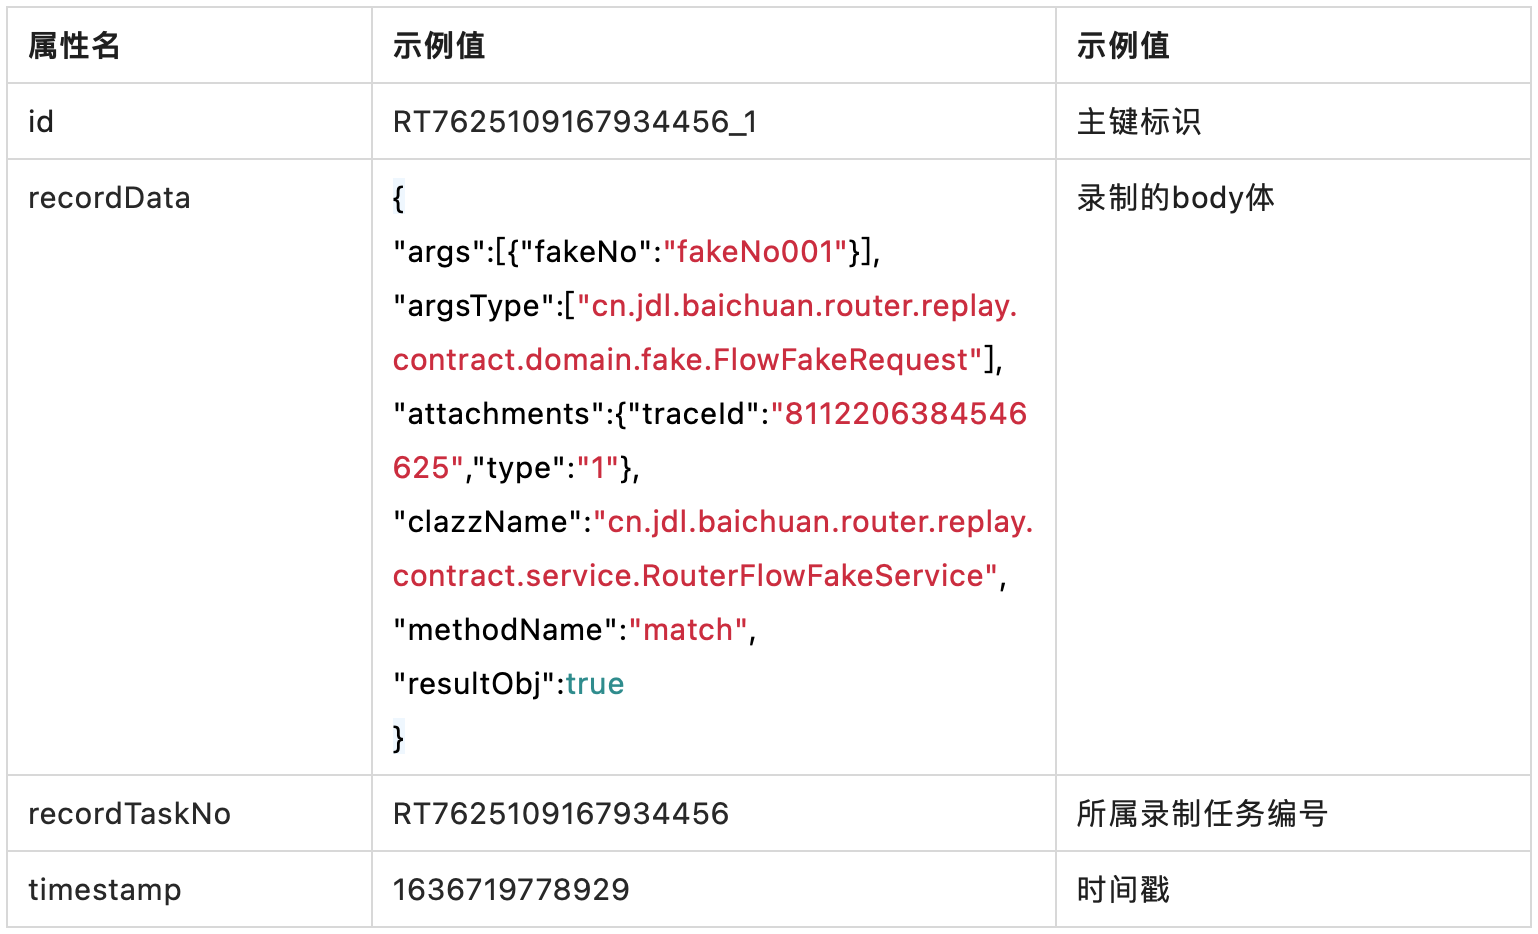 属性名 示例值 示例值
id RT7625109167934456_1 主键标识
recordData { 录制的body体
"args":[{"fakeNo":"fakeNo001"}],
"argsType":["cn.jdl.baichuan.router.replay.
contract.domain.fake.FlowFakeRequest"],
"attachments":{"traceId":"8112206384546
625","type":"1"},
"clazzName":"cn.jdl.baichuan.router.replay.
contract.service.RouterFlowFakeService",
"methodName":"match",
"resultObj":true
}
recordTaskNo RT7625109167934456 所属录制任务编号
timestamp 1636719778929 时间戳